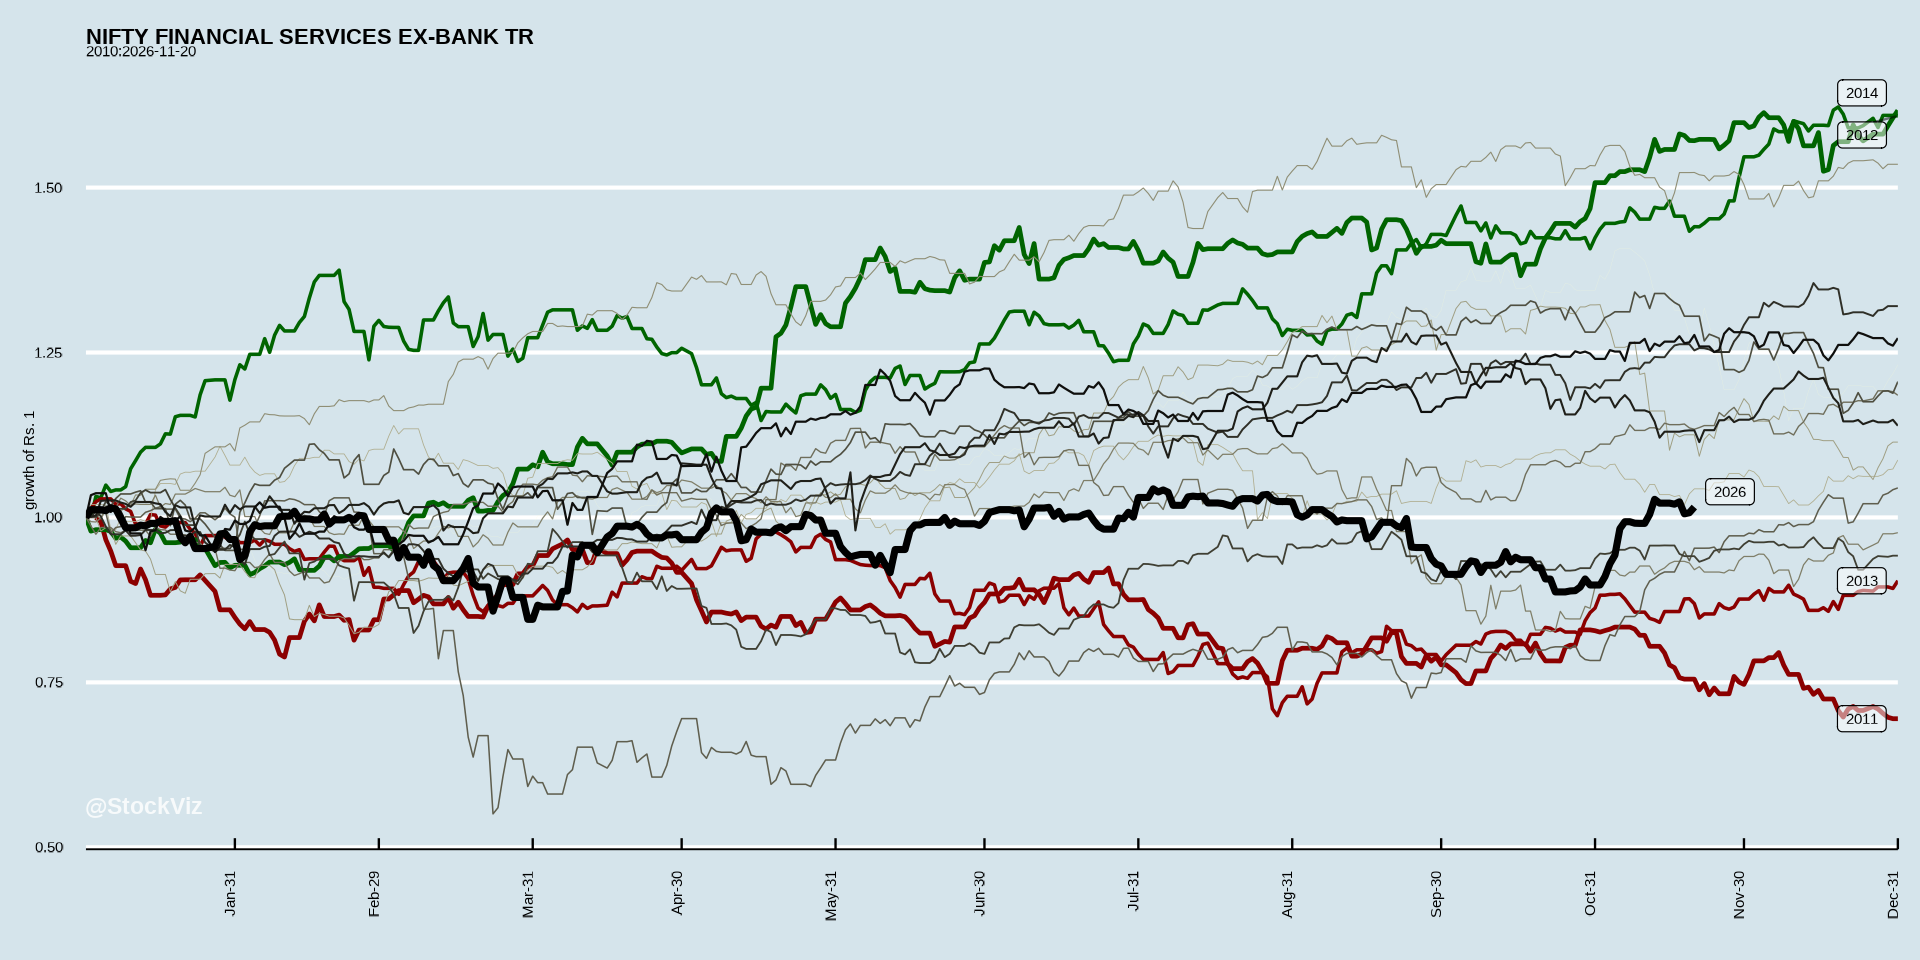 NIFTY FINANCIAL SERVICES EX-BANK TR
2010:2026-11-20
2014
2012
1.50
1.25
growth of Rs. 1
2026
1.00
2013
0.75
2011
@StockViz
0.50
Jan-31
Feb-29
Mar-31
Apr-30
May-31
Jun-30
Jul-31
Aug-31
Sep-30
Oct-31
Nov-30
Dec-31